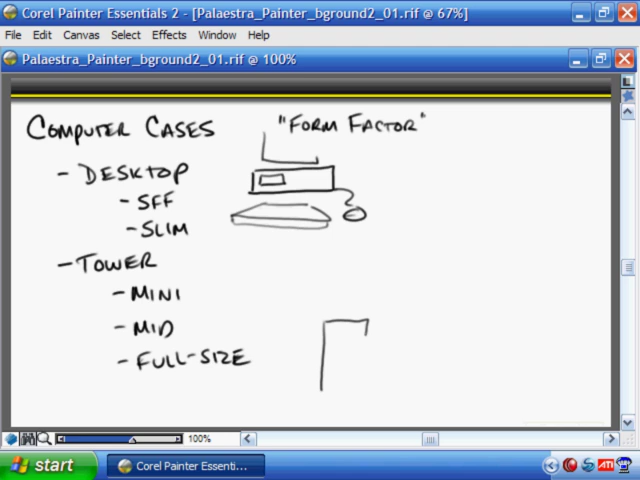 Corel Painter Essentials 2 - [Palaestra_Painter_bground2_01.rif @ 67%]
File Edit Canvas Select Effects Window Help
Palaestra_Painter_bground2_01.rif @ 100%
COMPUTER CASES "FORM FACTOR"
- DESKTOP
- SFF
- SLIM
- TOWER
- MINI
- MID
- FULL-SIZE
100%
start Corel Painter Essenti... ATI